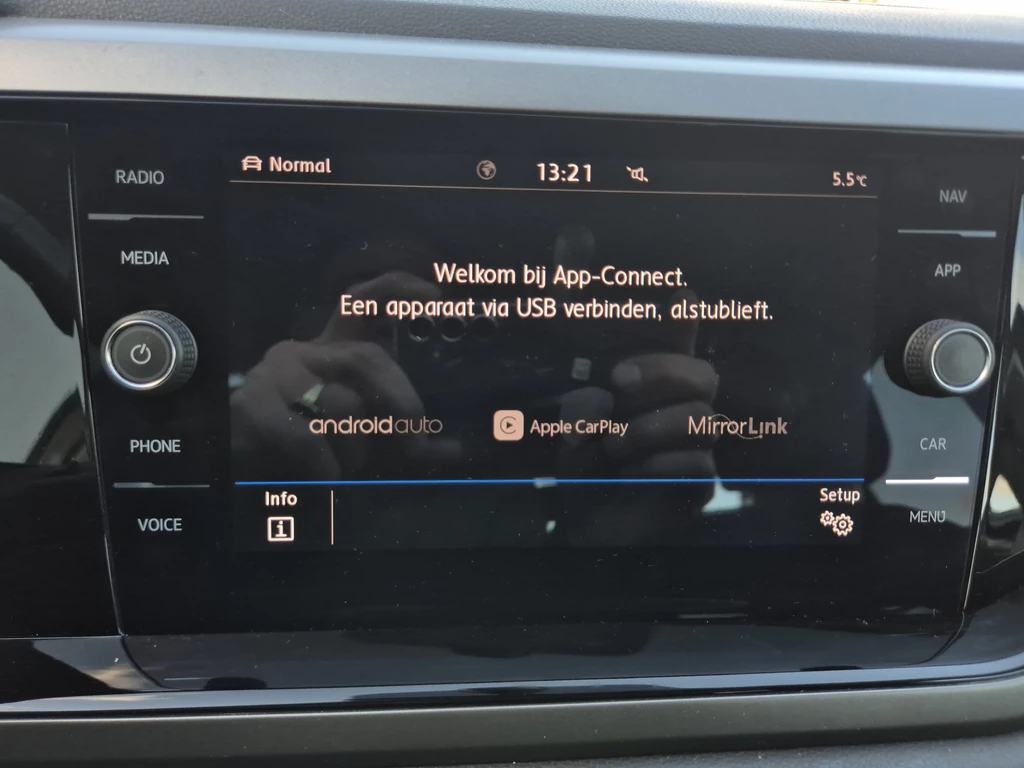 RADIO
MEDIA
PHONE
VOICE
Normal
13:21
5.5°C
Welkom bij App-Connect.
Een apparaat via USB verbinden, alstublieft.
androidauto
Apple CarPlay
MirrorLink
Info
Setup
NAV
APP
CAR
MENU